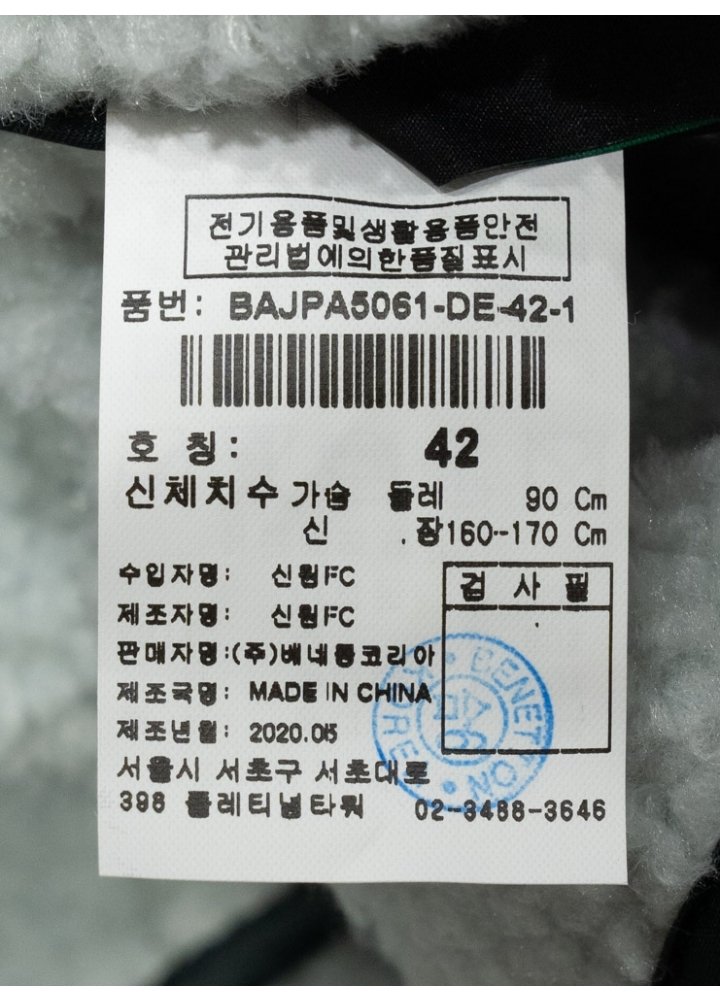 전기용품및생활용품안전
관리법에의한품질표시
품번: BAJPA5061-DE-42-1
호 칭: 42
신체치수 가슴 둘레 90 Cm
신 장 160--170 Cm
수입자명: 신원FC
제조자명: 신원FC
검 사 필
판매자명:(주)베네통코리아
제조국명: MADE IN CHINA
제조년월: 2020.05
BENETTON KOREA
서울시 서초구 서초대로
398 플래티넘타워 02-3488-3646